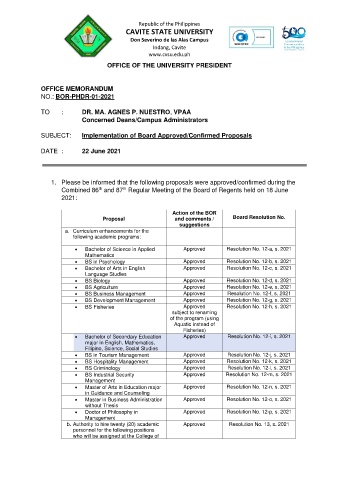 Republic of the Philippines
CAVITE STATE UNIVERSITY
Don Severino de las Alas Campus
Indang, Cavite
www.cvsu.edu.ph
OFFICE OF THE UNIVERSITY PRESIDENT
OFFICE MEMORANDUM
NO.: BOR-PHDR-01-2021
TO : DR. MA. AGNES P. NUESTRO, VPAA
Concerned Deans/Campus Administrators
SUBJECT: Implementation of Board Approved/Confirmed Proposals
DATE : 22 June 2021
1. Please be informed that the following proposals were approved/confirmed during the
Combined 86th and 87th Regular Meeting of the Board of Regents held on 18 June
2021:
Proposal
Action of the BOR
and comments /
suggestions
Board Resolution No.
a. Curriculum enhancements for the
following academic programs:
• Bachelor of Science in Applied Approved Resolution No. 12-a, s. 2021
Mathematics
• BS in Psychology Approved Resolution No. 12-b, s. 2021
• Bachelor of Arts in English Approved Resolution No. 12-c, s. 2021
Language Studies
• BS Biology Approved Resolution No. 12-d, s. 2021
• BS Agriculture Approved Resolution No. 12-e, s. 2021
• BS Business Management Approved Resolution No. 12-f, s. 2021
• BS Development Management Approved Resolution No. 12-g, s. 2021
• BS Fisheries Approved Resolution No. 12-h, s. 2021
subject to renaming
of the program (using
Aquatic instead of
Fisheries)
• Bachelor of Secondary Education Approved Resolution No. 12-i, s. 2021
major in English, Mathematics,
Filipino, Science, Social Studies
• BS in Tourism Management Approved Resolution No. 12-j, s. 2021
• BS Hospitality Management Approved Resolution No. 12-k, s. 2021
• BS Criminology Approved Resolution No. 12-l, s. 2021
• BS Industrial Security Approved Resolution No. 12-m, s. 2021
Management
• Master of Arts in Education major Approved Resolution No. 12-n, s. 2021
in Guidance and Counseling
• Master in Business Administration Approved Resolution No. 12-o, s. 2021
without Thesis
• Doctor of Philosophy in Approved Resolution No. 12-p, s. 2021
Management
b. Authority to hire twenty (20) academic Approved Resolution No. 13, s. 2021
personnel for the following positions
who will be assigned at the College of